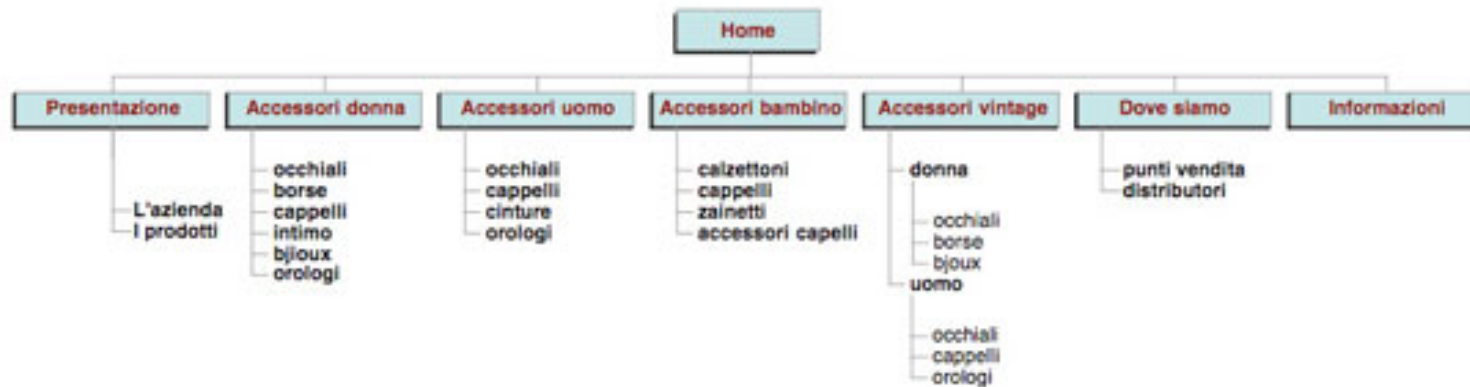 Home
Presentazione
L'azienda
I prodotti
Accessori donna
occhiali
borse
cappelli
intimo
bjioux
orologi
Accessori uomo
occhiali
cappelli
cinture
orologi
Accessori bambino
calzettoni
cappelli
zainetti
accessori capelli
Accessori vintage
donna
occhiali
borse
bjoux
uomo
occhiali
cappelli
orologi
Dove siamo
punti vendita
distributori
Informazioni